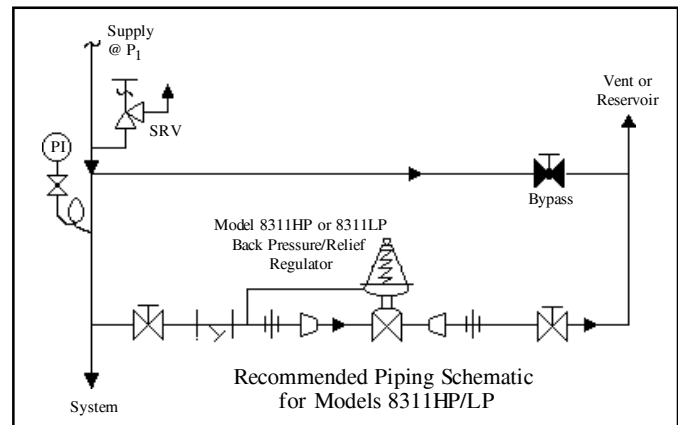 Supply
@ P1
SRV
Vent or
Reservoir
PI
Bypass
Model 8311HP or 8311LP
Back Pressure/Relief
Regulator
Recommended Piping Schematic
for Models 8311HP/LP
System